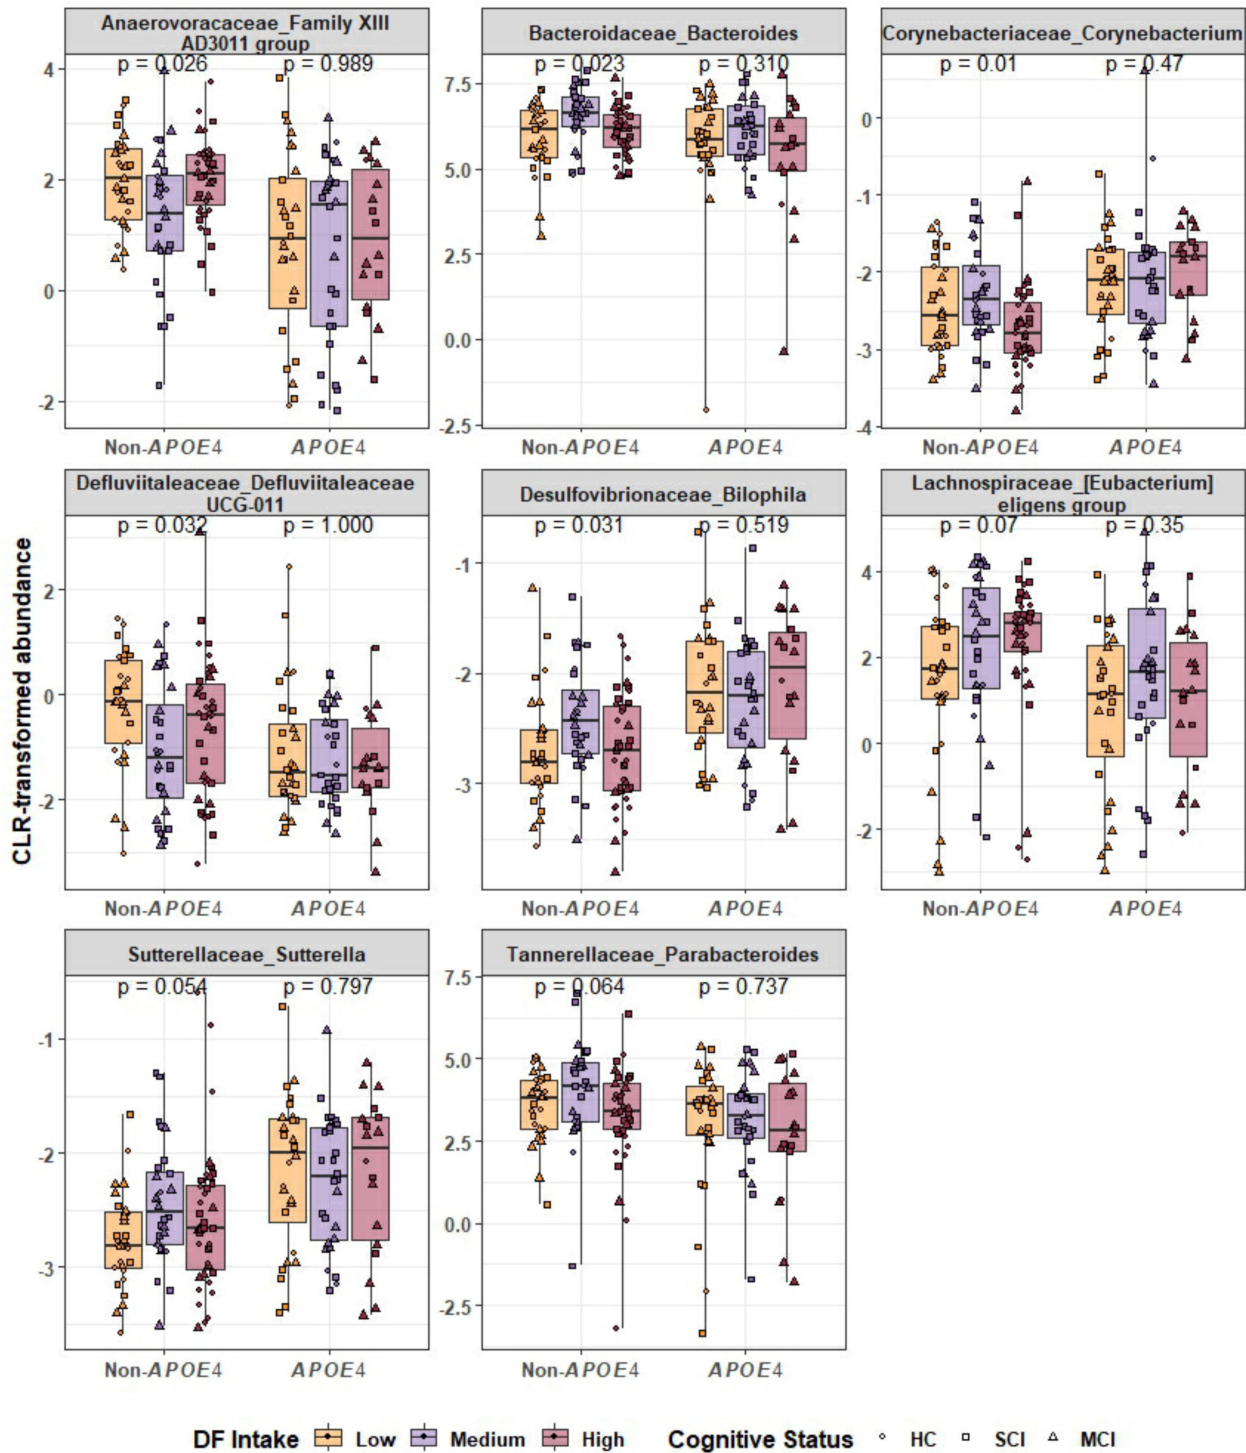 Anaerovoracaceae_Family XIII
AD3011 group
p = 0.026 p = 0.989
4
2
0
-2
Non-APOE4 APOE4
Bacteroidaceae_Bacteroides
p = 0.023 p = 0.310
7.5
5.0
2.5
0.0
-2.5
Non-APOE4 APOE4
Corynebacteriaceae_Corynebacterium
p = 0.01 p = 0.47
0
-1
-2
-3
-4
Non-APOE4 APOE4
CLR-transformed abundance
Defluviitaleaceae_Defluviitaleaceae
UCG-011
p = 0.032 p = 1.000
2
0
-2
Non-APOE4 APOE4
Desulfovibrionaceae_Bilophila
p = 0.031 p = 0.519
-1
-2
-3
Non-APOE4 APOE4
Lachnospiraceae_[Eubacterium]
eligens group
p = 0.07 p = 0.35
4
2
0
-2
Non-APOE4 APOE4
Sutterellaceae_Sutterella
p = 0.054 p = 0.797
-1
-2
-3
Non-APOE4 APOE4
Tannerellaceae_Parabacteroides
p = 0.064 p = 0.737
7.5
5.0
2.5
0.0
-2.5
Non-APOE4 APOE4
DF Intake Low Medium High Cognitive Status HC SCI MCI